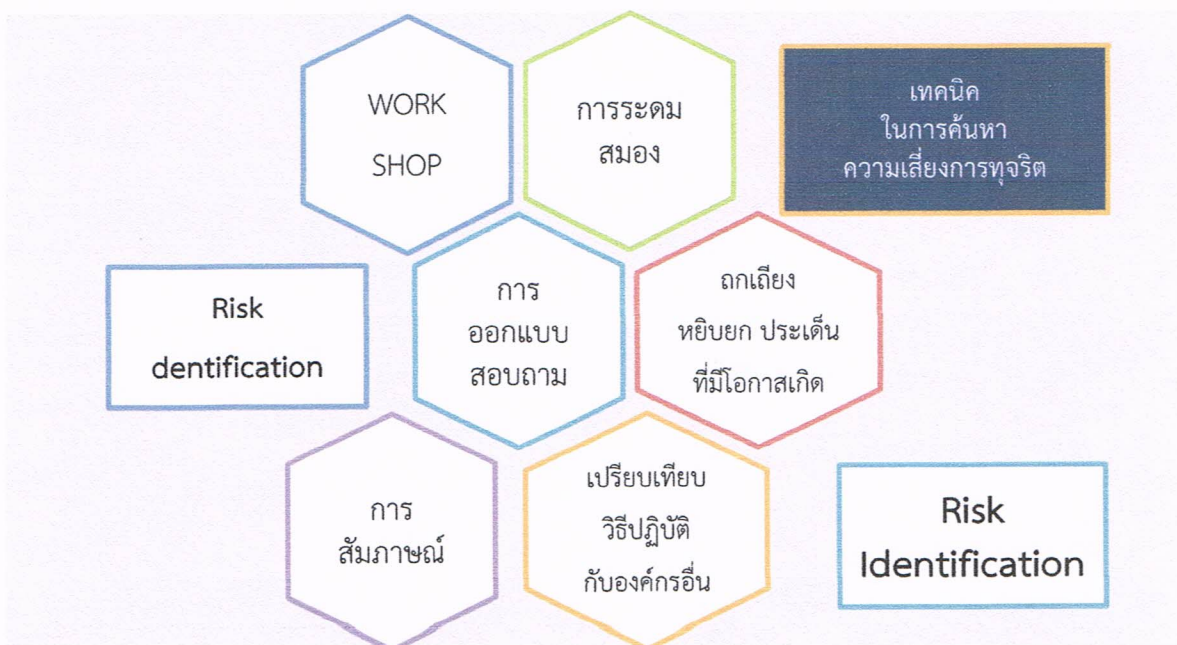 WORK
SHOP
การระดม
สมอง
เทคนิค
ในการค้นหา
ความเสี่ยงการทุจริต
Risk
dentification
การ
ออกแบบ
สอบถาม
ถกเถียง
หยิบยก ประเด็น
ที่มีโอกาสเกิด
การ
สัมภาษณ์
เปรียบเทียบ
วิธีปฏิบัติ
กับองค์กรอื่น
Risk
Identification